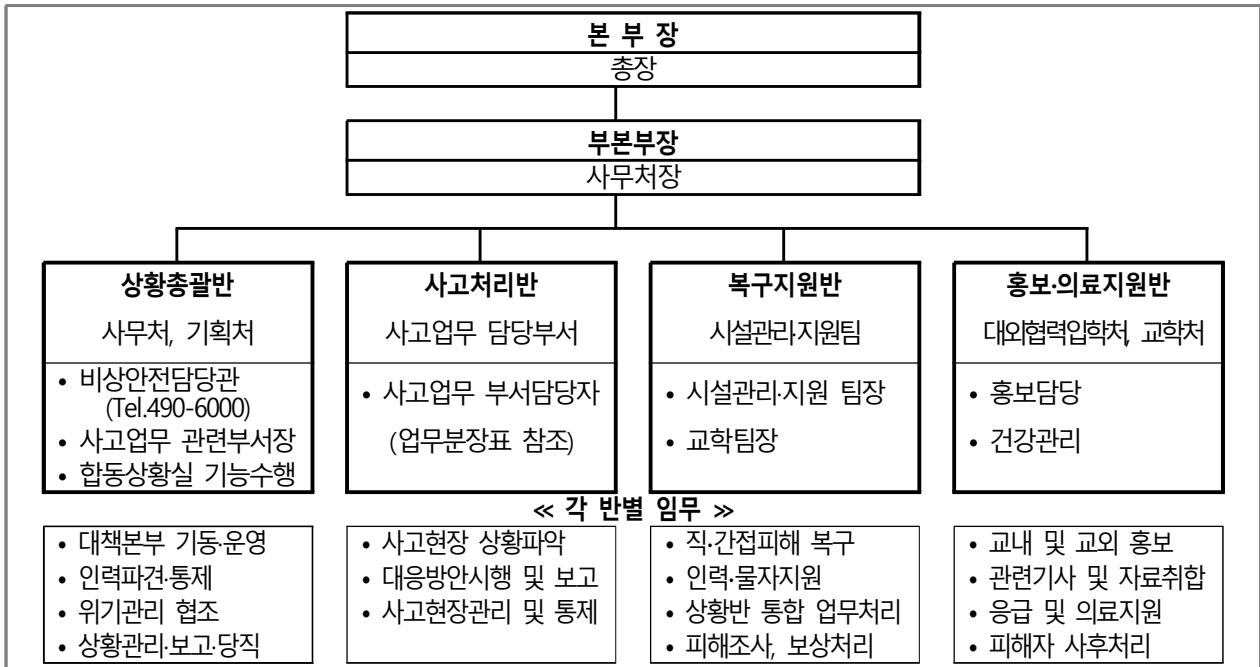 본 부 장
총장
부본부장
사무처장
상황총괄반
사무처, 기획처
• 비상안전담당관
(Tel.490-6000)
• 사고업무 관련부서장
• 합동상황실 기능수행
사고처리반
사고업무 담당부서
• 사고업무 부서담당자
(업무분장표 참조)
복구지원반
시설관리·지원팀
• 시설관리·지원 팀장
• 교학팀장
홍보·의료지원반
대외협력입학처, 교학처
• 홍보담당
• 건강관리
≪ 각 반별 임무 ≫
• 대책본부 기동·운영
• 인력파견·통제
• 위기관리 협조
• 상황관리·보고·당직
• 사고현장 상황파악
• 대응방안시행 및 보고
• 사고현장관리 및 통제
• 직·간접피해 복구
• 인력·물자지원
• 상황반 통합 업무처리
• 피해조사, 보상처리
• 교내 및 교외 홍보
• 관련기사 및 자료취합
• 응급 및 의료지원
• 피해자 사후처리